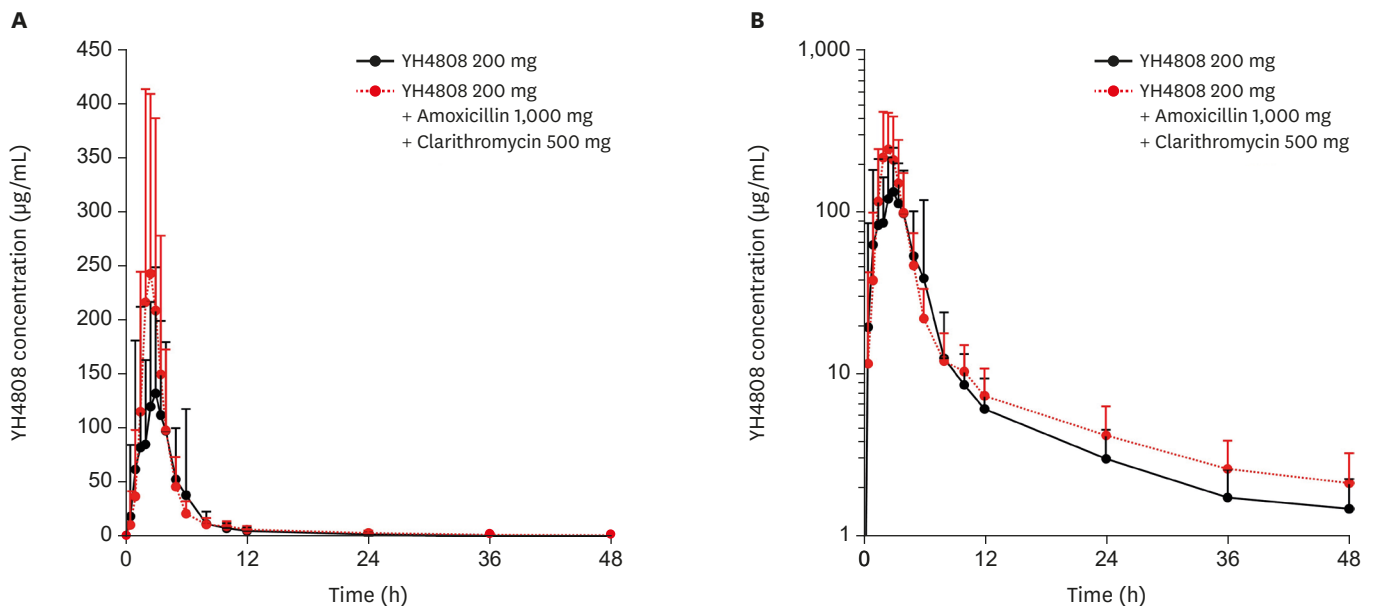 A
450
400
350
300
250
200
150
100
50
0
YH4808 concentration (µg/mL)
0
12
24
36
48
Time (h)
YH4808 200 mg
YH4808 200 mg
+ Amoxicillin 1,000 mg
+ Clarithromycin 500 mg
B
1,000
100
10
1
YH4808 concentration (µg/mL)
0
12
24
36
48
Time (h)
YH4808 200 mg
YH4808 200 mg
+ Amoxicillin 1,000 mg
+ Clarithromycin 500 mg